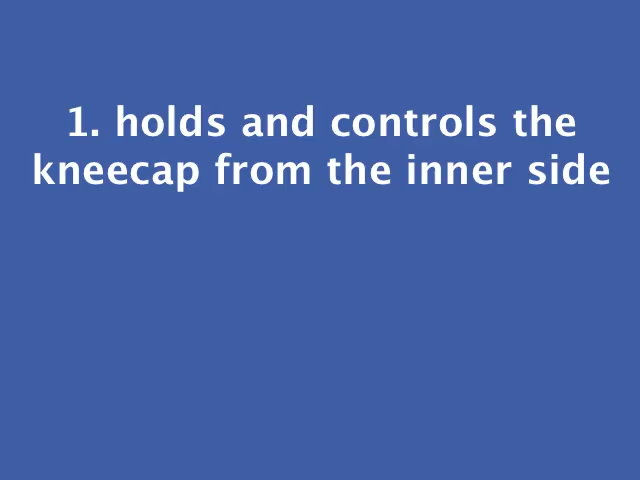 1. holds and controls the
kneecap from the inner side